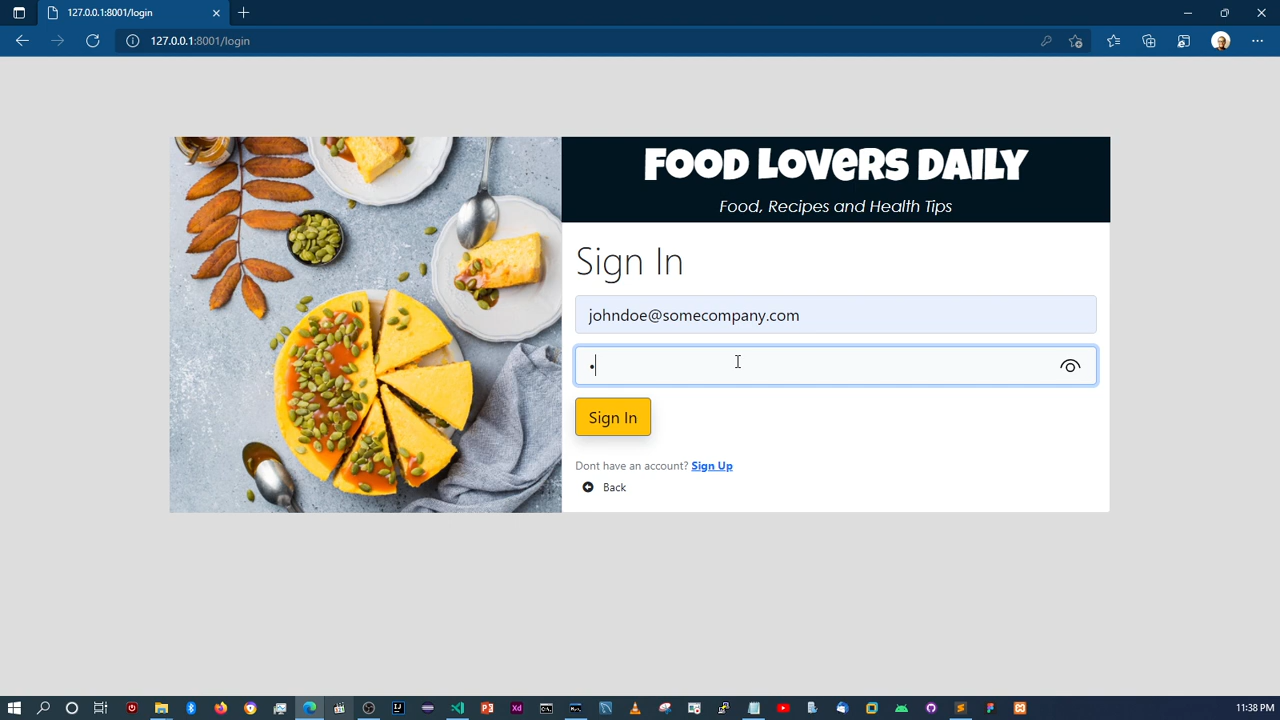 127.0.0.1:8001/login
127.0.0.1:8001/login
FOOD LOVERS DAILY
Food, Recipes and Health Tips
Sign In
johndoe@somecompany.com
Sign In
Dont have an account? Sign Up
Back
11:38 PM